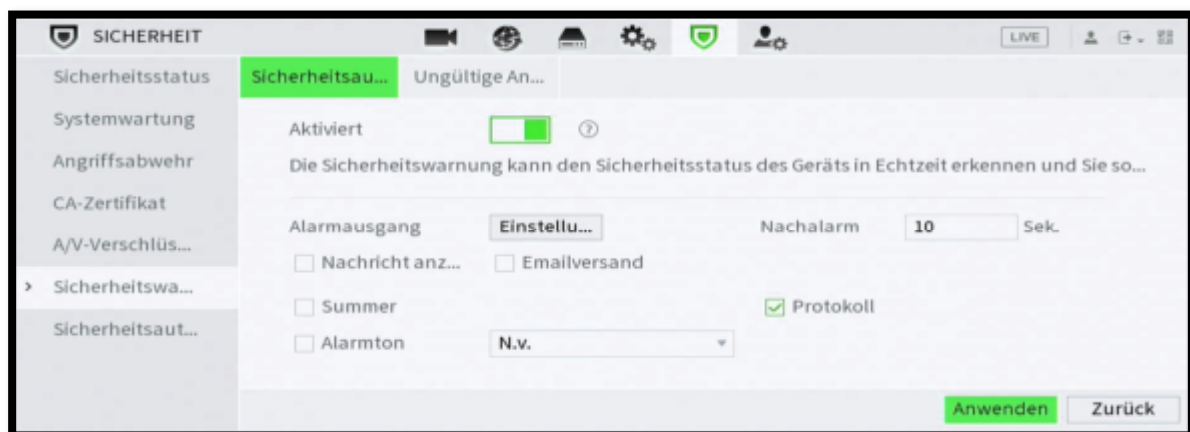 SICHERHEIT
LIVE
Sicherheitsstatus
Systemwartung
Angriffsabwehr
CA-Zertifikat
A/V-Verschlüs...
Sicherheitswa...
Sicherheitsaut...
Sicherheitsau... Ungültige An...
Aktiviert
Die Sicherheitswarnung kann den Sicherheitsstatus des Geräts in Echtzeit erkennen und Sie so...
Alarmausgang Einstellu... Nachalarm 10 Sek.
Nachricht anz... Emailversand
Summer Protokoll
Alarmton N.v.
Anwenden Zurück